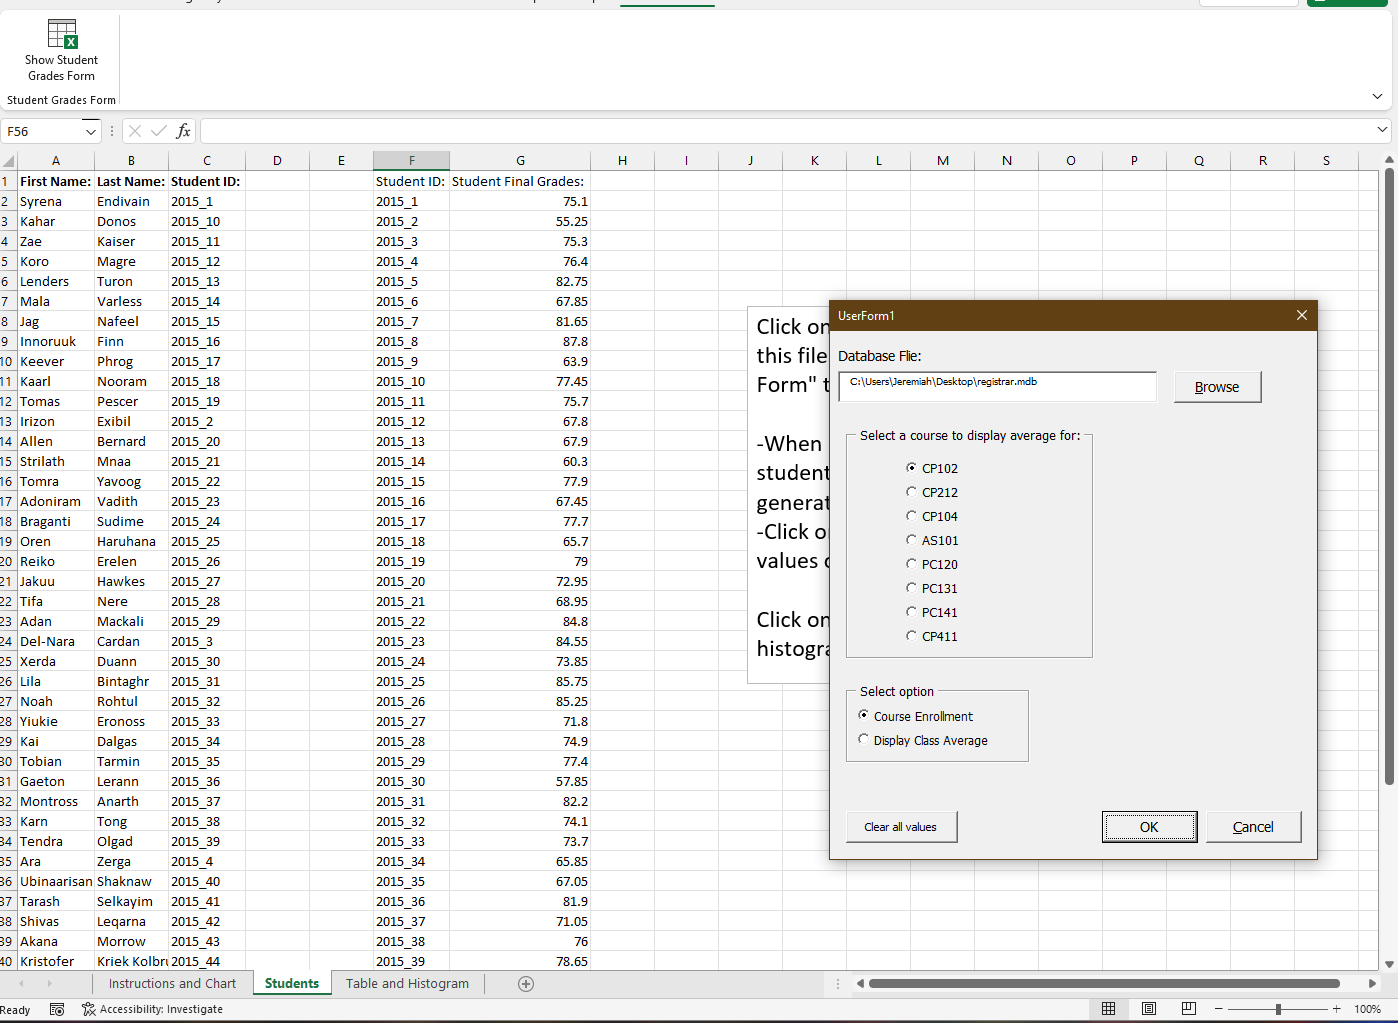 Show Student
Grades Form
Student Grades Form
F56
fx
A B C D E F G H I J K L M N O P Q R S
1 First Name: Last Name: Student ID: Student ID: Student Final Grades:
2 Syrena Endivain 2015_1 2015_1 75.1
3 Kahar Donos 2015_10 2015_2 55.25
4 Zae Kaiser 2015_11 2015_3 75.3
5 Koro Magre 2015_12 2015_4 76.4
6 Lenders Turon 2015_13 2015_5 82.75
7 Mala Varless 2015_14 2015_6 67.85
8 Jag Nafeel 2015_15 2015_7 81.65
9 Innoruuk Finn 2015_16 2015_8 87.8
10 Keever Phrog 2015_17 2015_9 63.9
11 Kaarl Nooram 2015_18 2015_10 77.45
12 Tomas Pescer 2015_19 2015_11 75.7
13 Irizon Exibil 2015_2 2015_12 67.8
14 Allen Bernard 2015_20 2015_13 67.9
15 Strilath Mnaa 2015_21 2015_14 60.3
16 Tomra Yavoog 2015_22 2015_15 77.9
17 Adoniram Vadith 2015_23 2015_16 67.45
18 Braganti Sudime 2015_24 2015_17 77.7
19 Oren Haruhana 2015_25 2015_18 65.7
20 Reiko Erelen 2015_26 2015_19 79
21 Jakuu Hawkes 2015_27 2015_20 72.95
22 Tifa Nere 2015_28 2015_21 68.95
23 Adan Mackali 2015_29 2015_22 84.8
24 Del-Nara Cardan 2015_3 2015_23 84.55
25 Xerda Duann 2015_30 2015_24 73.85
26 Lila Bintaghr 2015_31 2015_25 85.75
27 Noah Rohtul 2015_32 2015_26 85.25
28 Yiukie Eronoss 2015_33 2015_27 71.8
29 Kai Dalgas 2015_34 2015_28 74.9
30 Tobian Tarmin 2015_35 2015_29 77.4
31 Gaeton Lerann 2015_36 2015_30 57.85
32 Montross Anarth 2015_37 2015_31 82.2
33 Karn Tong 2015_38 2015_32 74.1
34 Tendra Olgad 2015_39 2015_33 73.7
35 Ara Zerga 2015_4 2015_34 65.85
36 Ubinaarisan Shaknaw 2015_40 2015_35 67.05
37 Tarash Selkayim 2015_41 2015_36 81.9
38 Shivas Leqarna 2015_42 2015_37 71.05
39 Akana Morrow 2015_43 2015_38 76
40 Kristofer Kriek Kolbru 2015_44 2015_39 78.65
Click on
this file
Form" t
-When
student
generat
-Click o
values
Click on
histogra
UserForm1
Database Flie:
C:\Users\Jeremiah\Desktop\registrar.mdb
Browse
Select a course to display average for:
CP102
CP212
CP104
AS101
PC120
PC131
PC141
CP411
Select option
Course Enrollment
Display Class Average
Clear all values
OK
Cancel
Instructions and Chart
Students
Table and Histogram
Ready
Accessibility: Investigate
100%